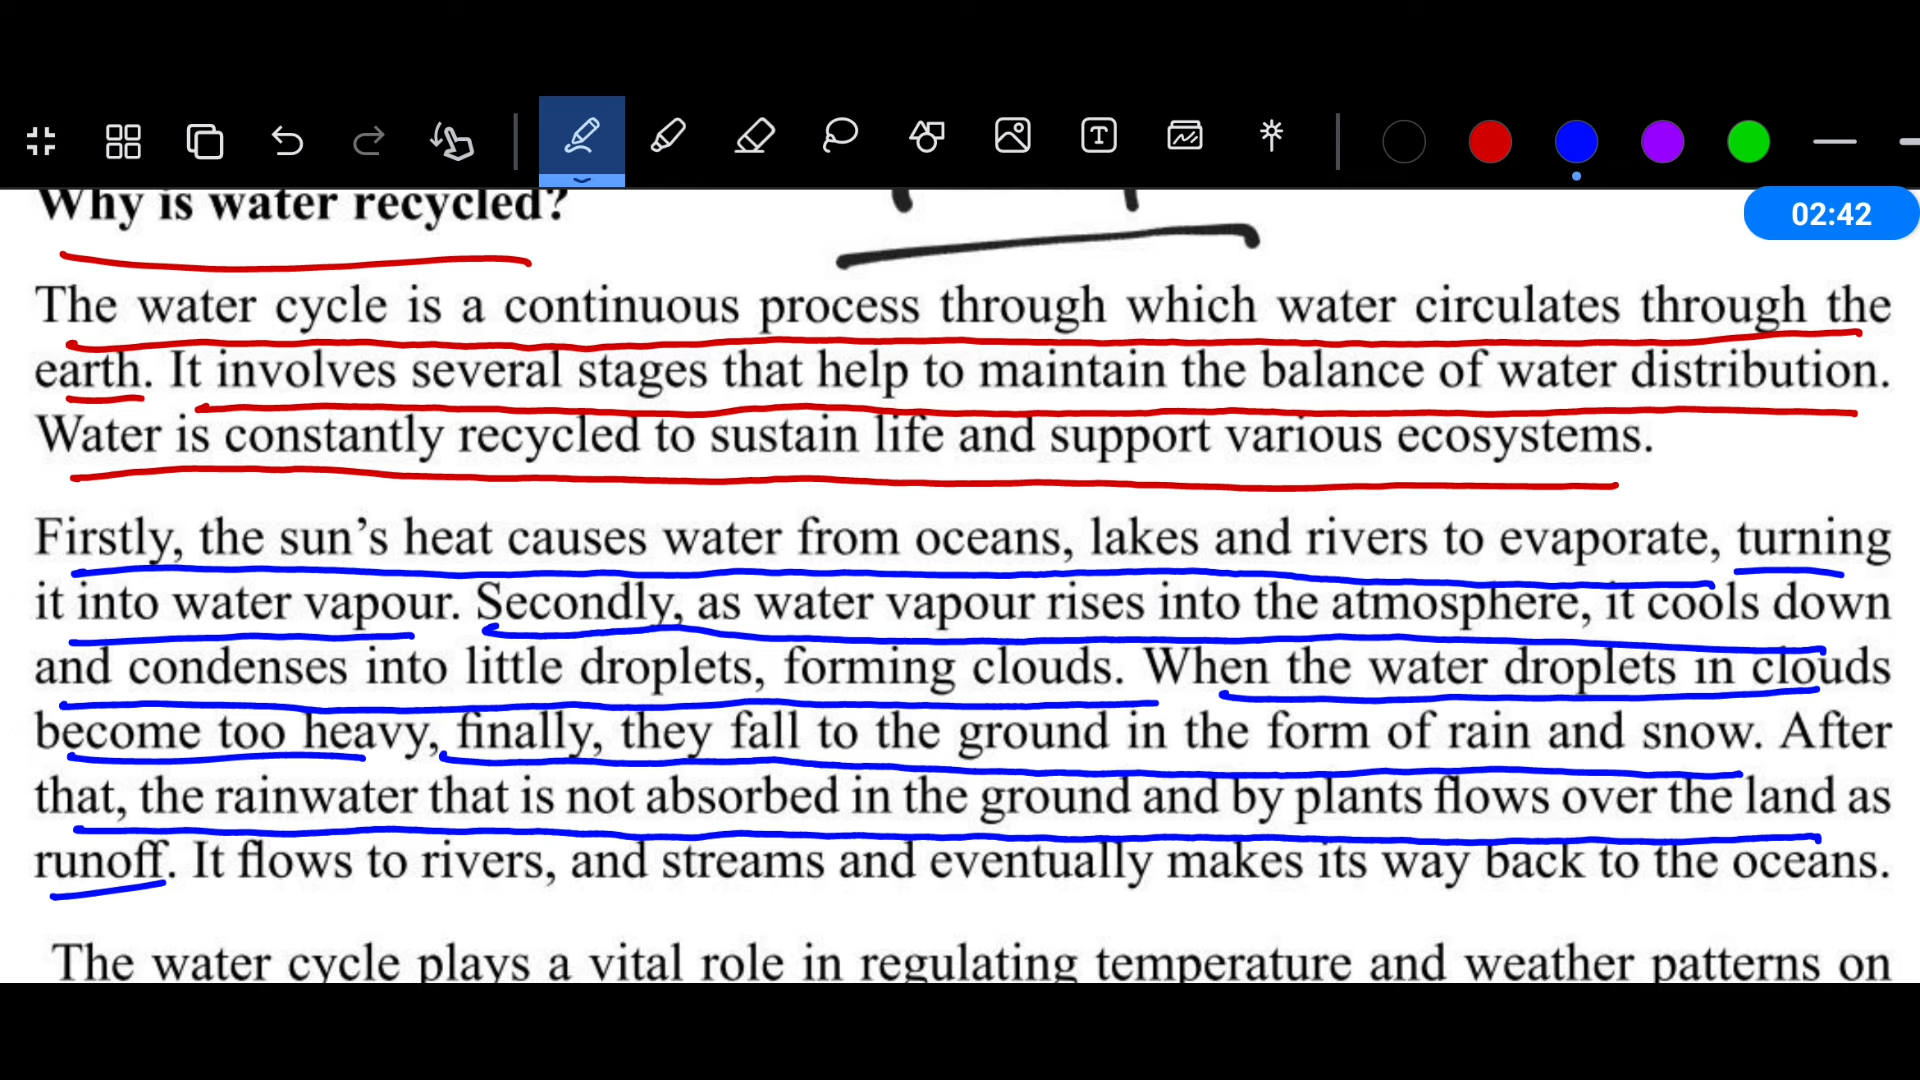 Why is water recycled?
02:42
The water cycle is a continuous process through which water circulates through the
earth. It involves several stages that help to maintain the balance of water distribution.
Water is constantly recycled to sustain life and support various ecosystems.
Firstly, the sun’s heat causes water from oceans, lakes and rivers to evaporate, turning
it into water vapour. Secondly, as water vapour rises into the atmosphere, it cools down
and condenses into little droplets, forming clouds. When the water droplets in clouds
become too heavy, finally, they fall to the ground in the form of rain and snow. After
that, the rainwater that is not absorbed in the ground and by plants flows over the land as
runoff. It flows to rivers, and streams and eventually makes its way back to the oceans.
The water cycle plays a vital role in regulating temperature and weather patterns on